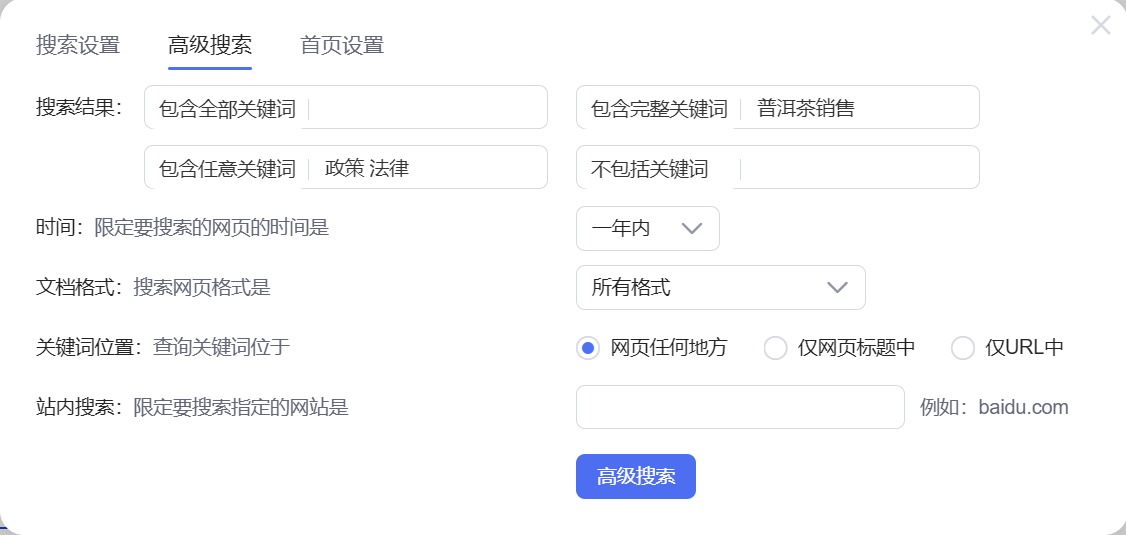 搜索设置 高级搜索 首页设置
搜索结果： 包含全部关键词 包含完整关键词 普洱茶销售
包含任意关键词 政策 法律 不包括关键词
时间：限定要搜索的网页的时间是 一年内
文档格式：搜索网页格式是 所有格式
关键词位置：查询关键词位于 网页任何地方 仅网页标题中 仅URL中
站内搜索：限定要搜索指定的网站是 例如：baidu.com
高级搜索